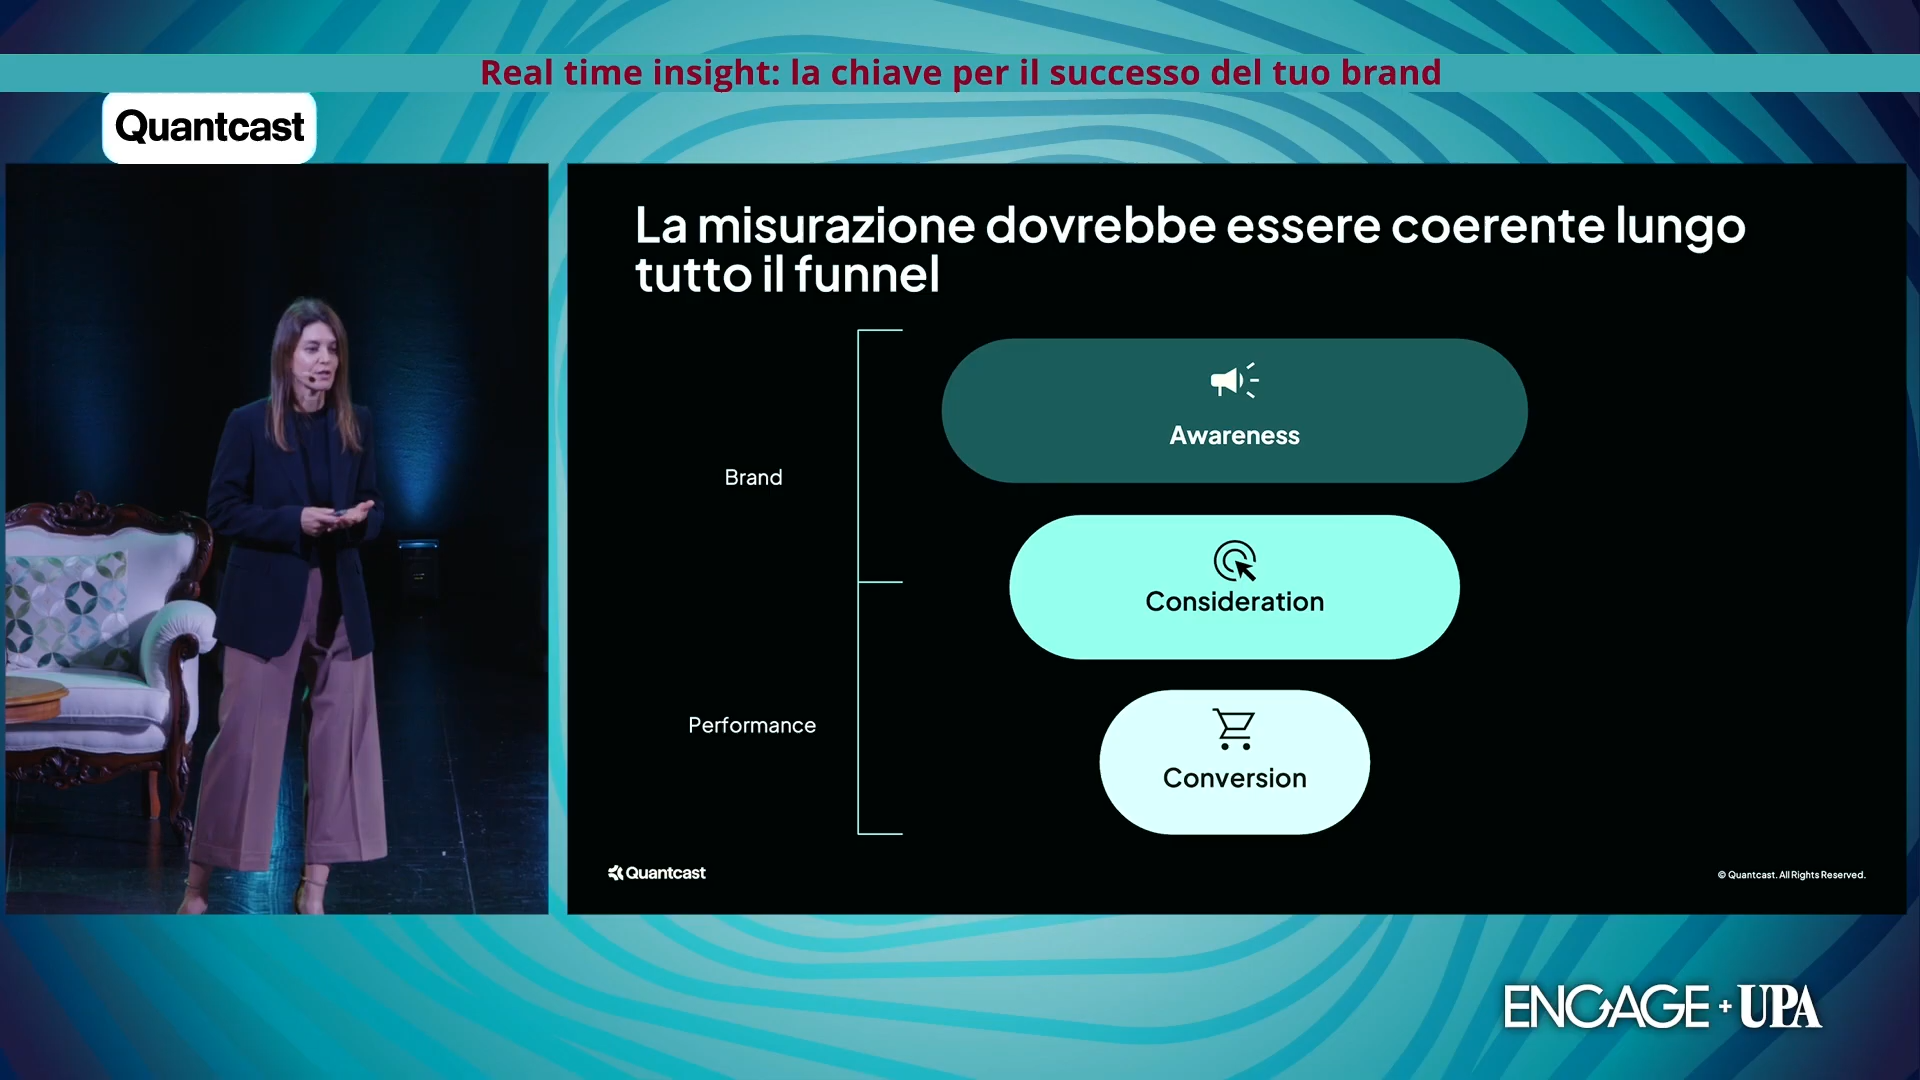 Real time insight: la chiave per il successo del tuo brand
Quantcast
La misurazione dovrebbe essere coerente lungo
tutto il funnel
Brand
Performance
Awareness
Consideration
Conversion
Quantcast
© Quantcast. All Rights Reserved.
ENGAGE + UPA